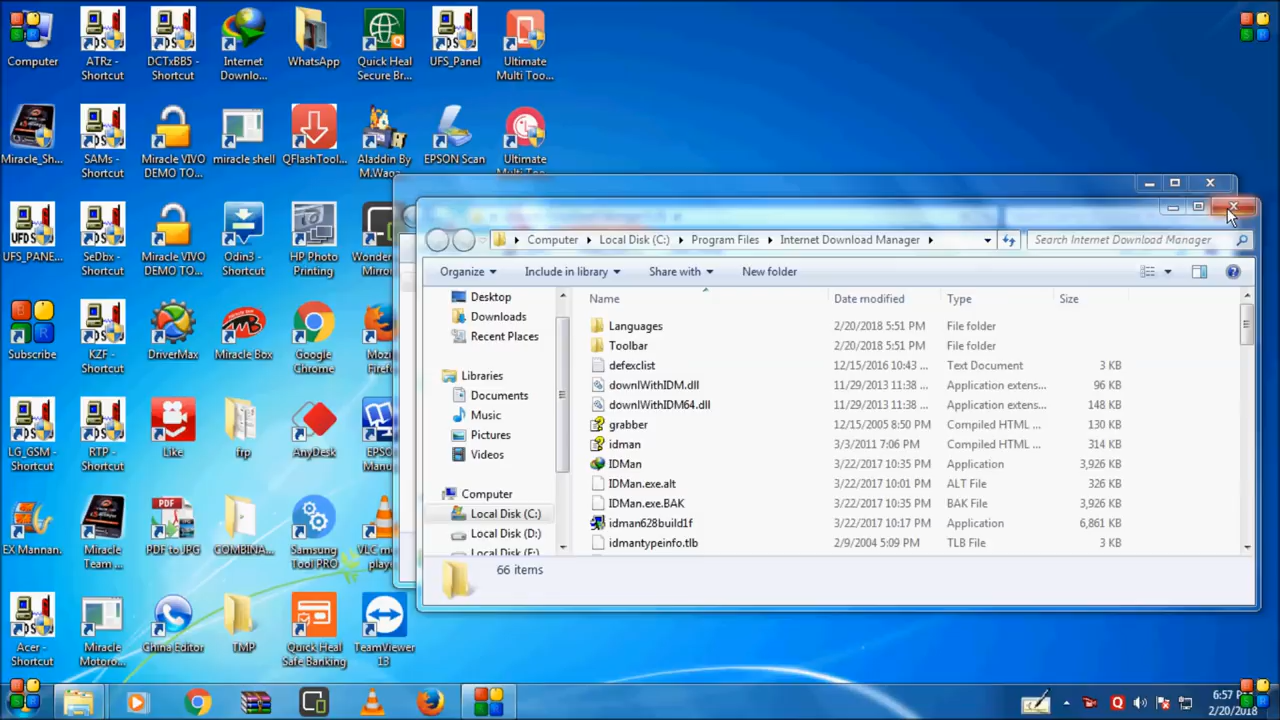 Computer
ATRz - Shortcut
DCTxBB5 - Shortcut
Internet Downlo...
WhatsApp
Quick Heal Secure Br...
UFS_Panel
Ultimate Multi Too...
Miracle_Sh...
SAMs - Shortcut
Miracle VIVO DEMO TO...
miracle shell
QFlashTool...
Aladdin By M.Waqa...
EPSON Scan
Ultimate Multi Too...
UFS_PANE...
SeDbx - Shortcut
Miracle VIVO DEMO TO...
Odin3 - Shortcut
HP Photo Printing
Wonder
Mirror
Subscribe
KZF - Shortcut
DriverMax
Miracle Box
Google Chrome
Mozi
Firef
LG_GSM - Shortcut
RTP - Shortcut
Like
frp
AnyDesk
EPS
Manu
EX Mannan...
Miracle Team ...
PDF to JPG
COMBINA...
Samsung Tool PRO
VLC m
playe
Acer - Shortcut
Miracle Motoro...
China Editor
TMP
Quick Heal Safe Banking
TeamViewer 13
Computer
Local Disk (C:)
Program Files
Internet Download Manager
Search Internet Download Manager
Organize
Include in library
Share with
New folder
Desktop
Downloads
Recent Places
Libraries
Documents
Music
Pictures
Videos
Computer
Local Disk (C:)
Local Disk (D:)
Local Disk (E:)
Name Date modified Type Size
Languages 2/20/2018 5:51 PM File folder
Toolbar 2/20/2018 5:51 PM File folder
defexclist 12/15/2016 10:43 ... Text Document 3 KB
downlWithIDM.dll 11/29/2013 11:38 ... Application extens... 96 KB
downlWithIDM64.dll 11/29/2013 11:38 ... Application extens... 148 KB
grabber 12/15/2005 8:50 PM Compiled HTML ... 130 KB
idman 3/3/2011 7:06 PM Compiled HTML ... 314 KB
IDMan 3/22/2017 10:35 PM Application 3,926 KB
IDMan.exe.alt 3/22/2017 10:01 PM ALT File 326 KB
IDMan.exe.BAK 3/22/2017 10:35 PM BAK File 3,926 KB
idman628build1f 3/22/2017 10:17 PM Application 6,861 KB
idmantypeinfo.tlb 2/9/2004 5:09 PM TLB File 3 KB
66 items
6:57 PM
2/20/2018